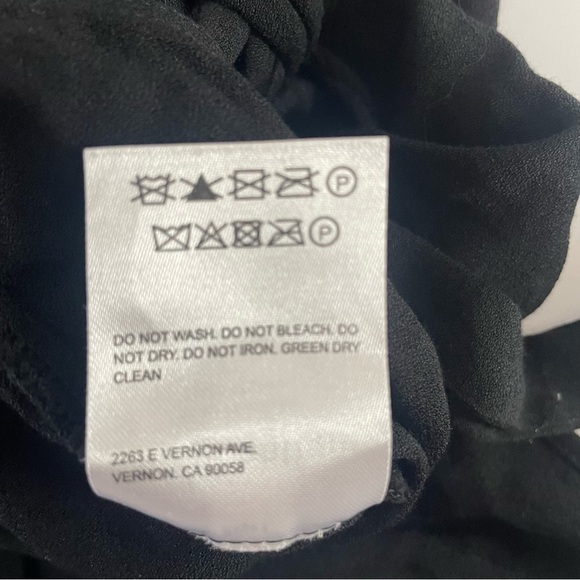 P
P
DO NOT WASH. DO NOT BLEACH. DO
NOT DRY. DO NOT IRON. GREEN DRY
CLEAN
2263 E VERNON AVE.
VERNON. CA 90058